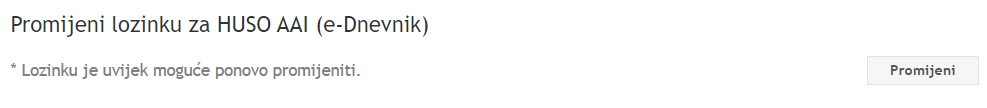 Promijeni lozinku za HUSO AAI (e-Dnevnik)
* Lozinku je uvijek moguće ponovo promijeniti.
Promijeni